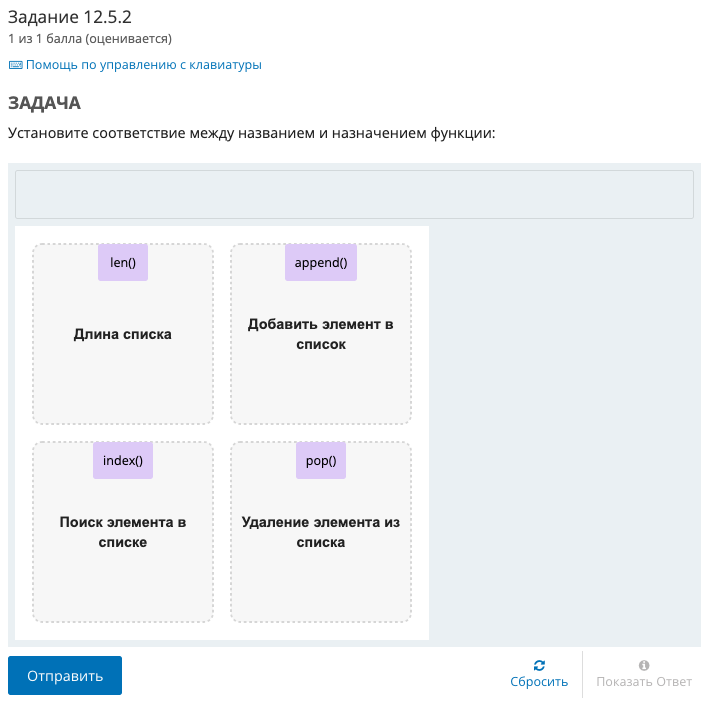 Задание 12.5.2
1 из 1 балла (оценивается)
Помощь по управлению с клавиатуры
ЗАДАЧА
Установите соответствие между названием и назначением функции:
len()
Длина списка
append()
Добавить элемент в
список
index()
Поиск элемента в
списке
pop()
Удаление элемента из
списка
Отправить
Сбросить
Показать Ответ